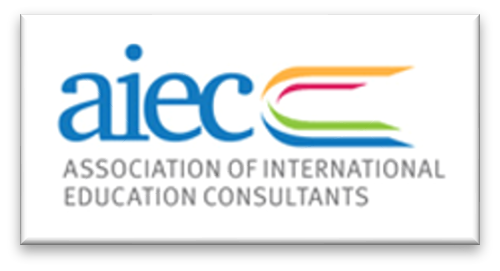 aiec
ASSOCIATION OF INTERNATIONAL
EDUCATION CONSULTANTS